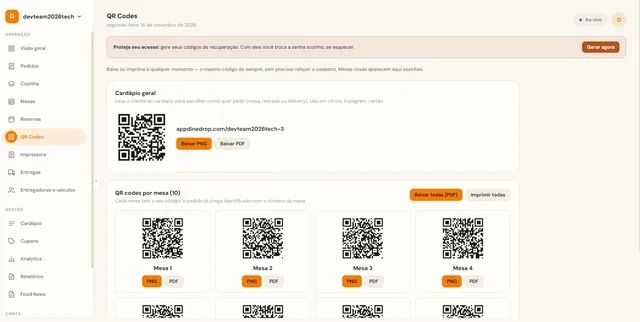 D
devteam2026tech
OPERAÇÃO
Visão geral
Pedidos
Cozinha
Mesas
Reservas
QR Codes
Impressora
Entregas
Entregadores e veículos
GESTÃO
Cardápio
Cupons
Analytics
Relatórios
Food News
CONTA
QR Codes
segunda-feira, 16 de novembro de 2026
Ao vivo
D
Proteja seu acesso: gere seus códigos de recuperação. Com eles você troca a senha sozinho, se esquecer.
Gerar agora
Baixe ou imprima a qualquer momento — o mesmo código de sempre, sem precisar refazer o cadastro. Mesas novas aparecem aqui sozinhas.
Cardápio geral
Leva o cliente ao cardápio para escolher como quer pedir (mesa, retirada ou delivery). Use em vitrine, Instagram, cartão.
appdinedrop.com/devteam2026tech-3
Baixar PNG
Baixar PDF
QR codes por mesa (10)
Cada mesa tem o seu código: o pedido já chega identificado com o número da mesa.
Baixar todas (PDF)
Imprimir todas
Mesa 1
Mesa 2
Mesa 3
Mesa 4
PNG PDF
PNG PDF
PNG PDF
PNG PDF